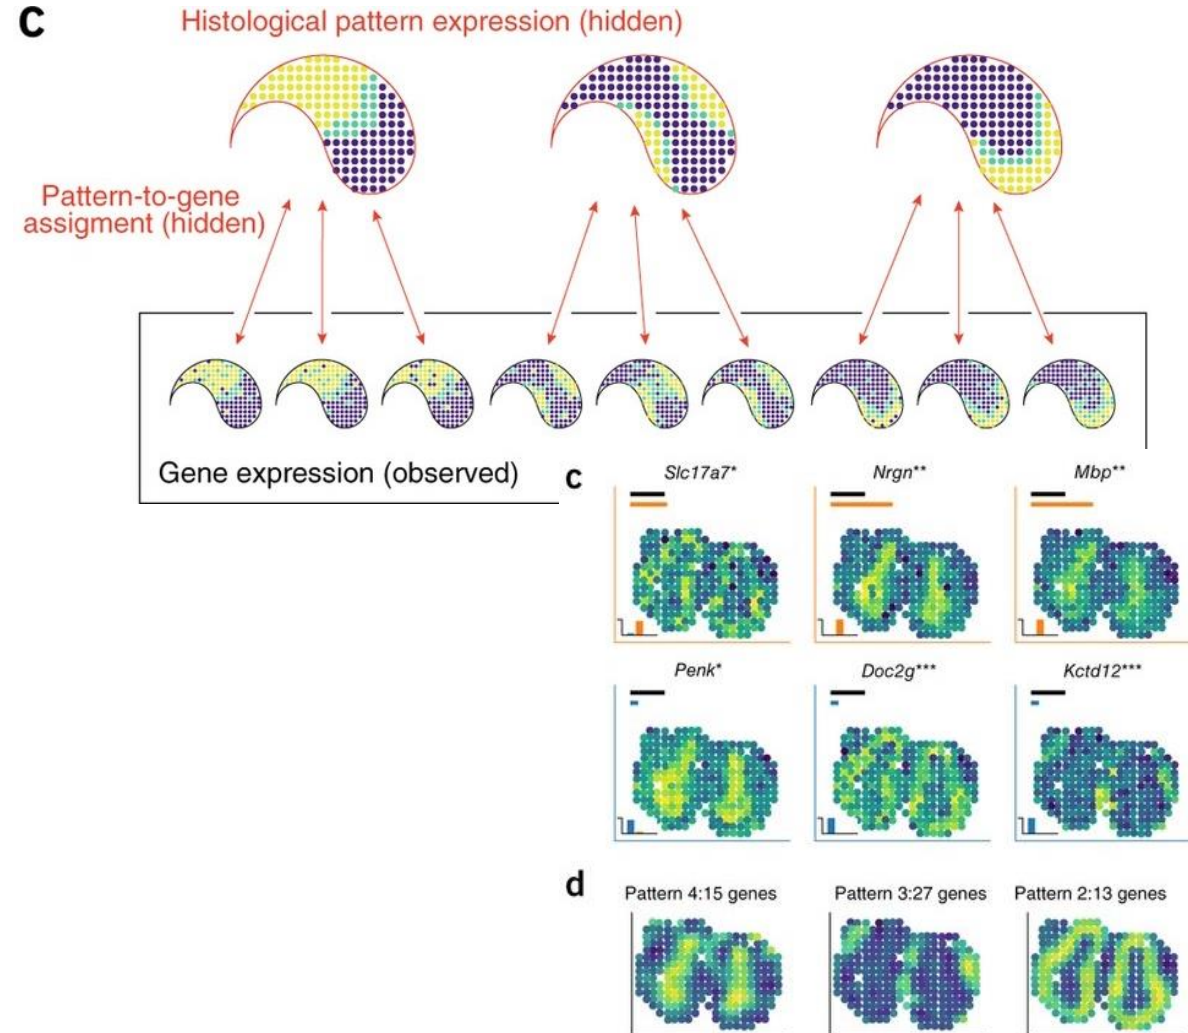 C
Histological pattern expression (hidden)
Pattern-to-gene
assigment (hidden)
Gene expression (observed)
c
Slc17a7*
Nrgn**
Mbp**
Penk*
Doc2g***
Kctd12***
d
Pattern 4:15 genes
Pattern 3:27 genes
Pattern 2:13 genes